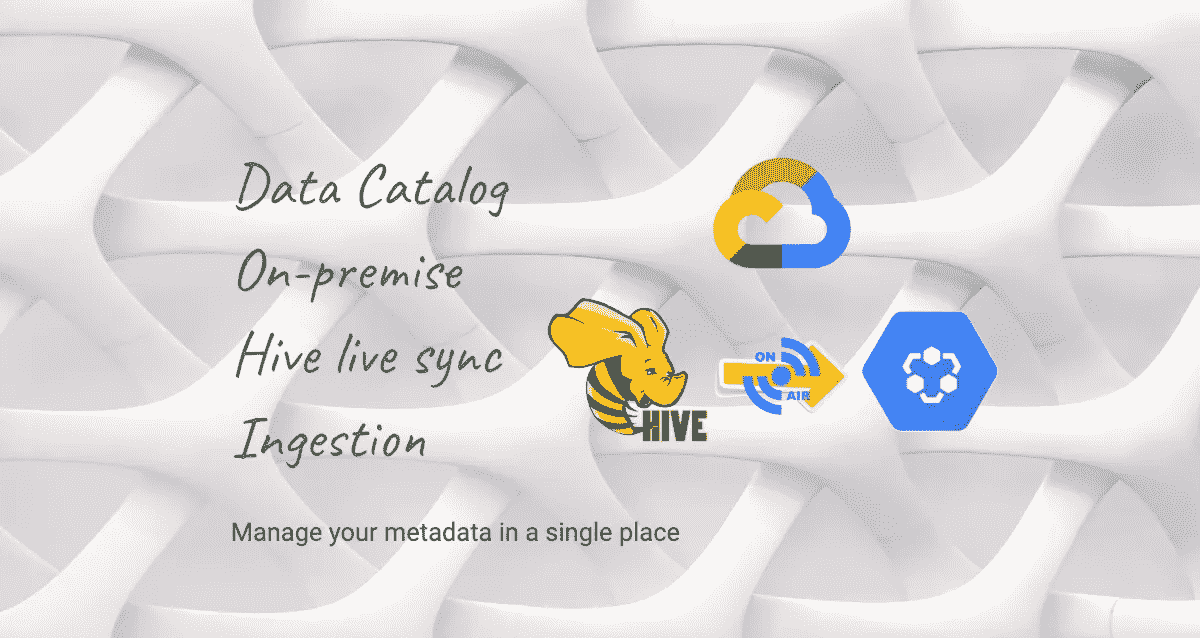 Data Catalog
On-premise
Hive live sync
Ingestion
HIVE
ON
AIR
Manage your metadata in a single place